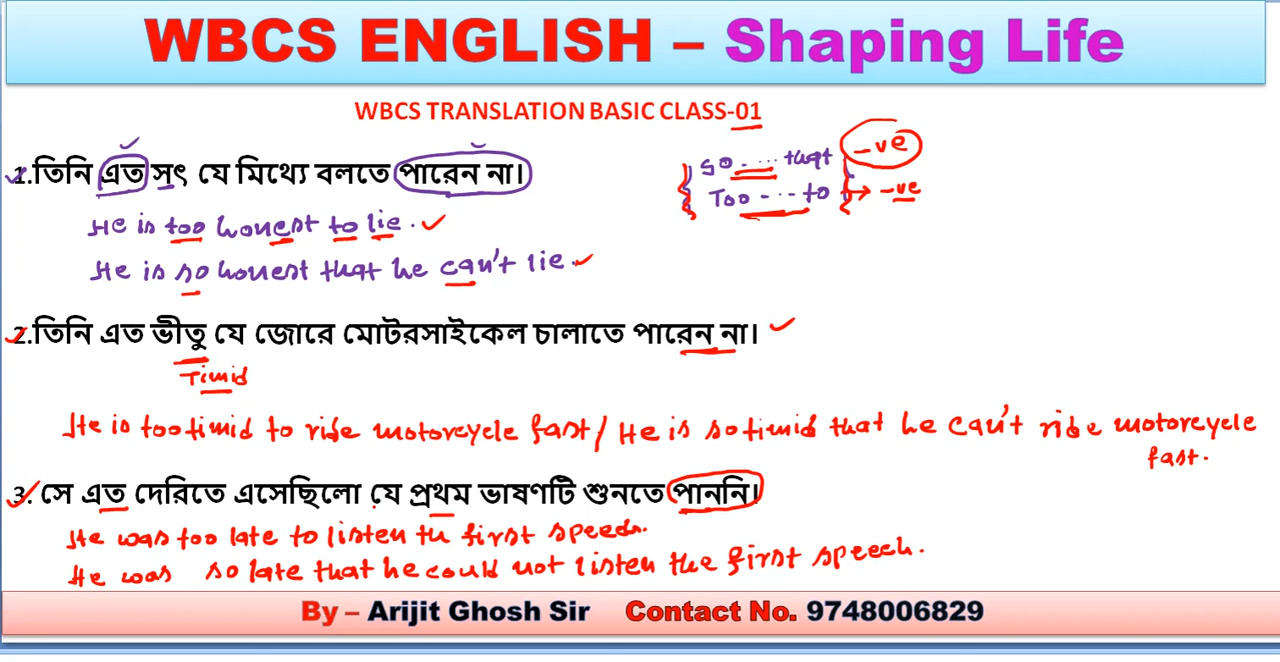 WBCS ENGLISH – Shaping Life
WBCS TRANSLATION BASIC CLASS-01
1.তিনি এত সৎ যে মিথ্যে বলতে পারেন না।
so ---- that
-ve
Too --- to → -ve
He is too honest to lie.
He is so honest that he can't lie
2.তিনি এত ভীতু যে জোরে মোটরসাইকেল চালাতে পারেন না।
Timid
He is too timid to ride motorcycle fast/ He is so timid that he can't ride motorcycle
fast.
3. সে এত দেরিতে এসেছিলো যে প্রথম ভাষণটি শুনতে পাননি।
He was too late to listen the first speech.
He was so late that he could not listen the first speech.
By – Arijit Ghosh Sir Contact No. 9748006829